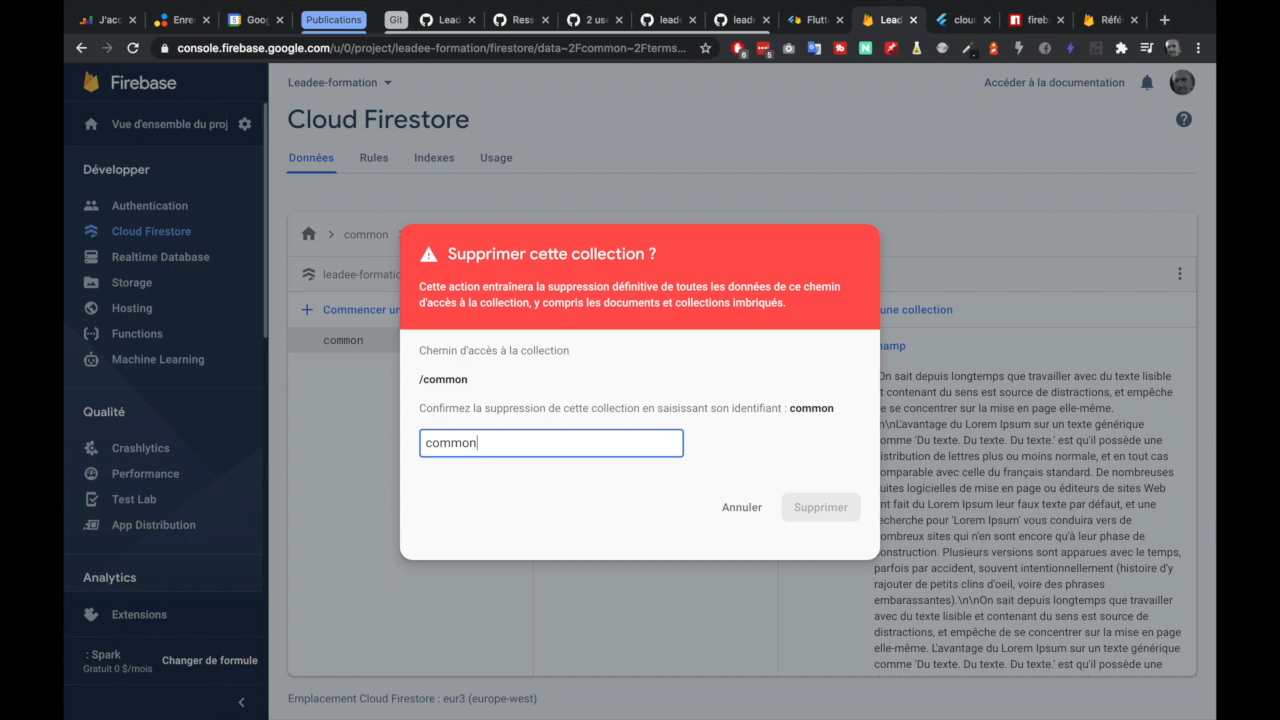 J'acc
Enre
Goog
Publications
Git
Lead
Ress
2 use
leade
leade
Flutt
Lead
clou
fireb
Réfé
console.firebase.google.com/u/0/project/leadee-formation/firestore/data~2Fcommon~2Fterms...
Firebase
Leadee-formation
Accéder à la documentation
Vue d'ensemble du proj
Cloud Firestore
Développer
Données
Rules
Indexes
Usage
Authentication
Cloud Firestore
Realtime Database
Storage
Hosting
Functions
Machine Learning
Qualité
Crashlytics
Performance
Test Lab
App Distribution
Analytics
Extensions
: Spark
Gratuit 0 $/mois
Changer de formule
common
leadee-formatio
Commencer un
common
Supprimer cette collection ?
Cette action entraînera la suppression définitive de toutes les données de ce chemin
d'accès à la collection, y compris les documents et collections imbriqués.
Chemin d'accès à la collection
/common
Confirmez la suppression de cette collection en saisissant son identifiant : common
common
Annuler
Supprimer
une collection
hamp
On sait depuis longtemps que travailler avec du texte lisible
t contenant du sens est source de distractions, et empêche
e se concentrer sur la mise en page elle-même.
\n\nL'avantage du Lorem Ipsum sur un texte générique
omme 'Du texte. Du texte. Du texte.' est qu'il possède une
istribution de lettres plus ou moins normale, et en tout cas
omparable avec celle du français standard. De nombreuses
uites logicielles de mise en page ou éditeurs de sites Web
nt fait du Lorem Ipsum leur faux texte par défaut, et une
echerche pour 'Lorem Ipsum' vous conduira vers de
ombreux sites qui n'en sont encore qu'à leur phase de
onstruction. Plusieurs versions sont apparues avec le temps,
parfois par accident, souvent intentionnellement (histoire d'y
rajouter de petits clins d'oeil, voire des phrases
embarassantes).\n\nOn sait depuis longtemps que travailler
avec du texte lisible et contenant du sens est source de
distractions, et empêche de se concentrer sur la mise en page
elle-même. L'avantage du Lorem Ipsum sur un texte générique
comme 'Du texte. Du texte. Du texte.' est qu'il possède une
Emplacement Cloud Firestore : eur3 (europe-west)